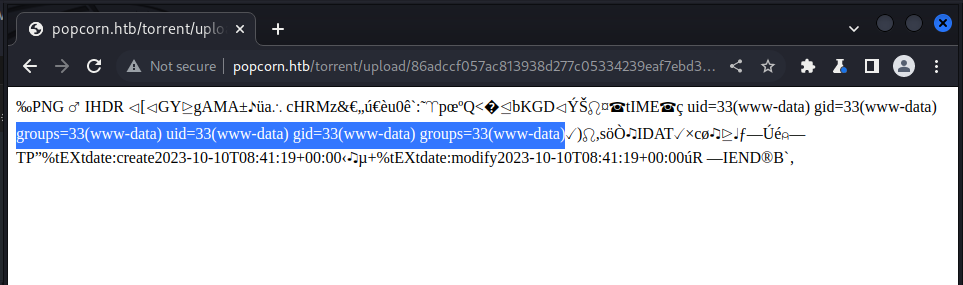 popcorn.htb/torrent/uplo
Not secure | popcorn.htb/torrent/upload/86adccf057ac813938d277c05334239eaf7ebd3...
‰PNG ♂ IHDR ◁[◁GY⊵gAMA±♪üa∴ cHRMz&€„ú€èu0ê`:˜♈pœºQ<�⊴bKGD◁ÝŠ☊¤☎tIME☎ç uid=33(www-data) gid=33(www-data)
groups=33(www-data) uid=33(www-data) gid=33(www-data) groups=33(www-data)✓)☊,söÒ♫IDAT✓×cø♫⊵♩ƒ—Úé⍝—
TP”%tEXtdate:create2023-10-10T08:41:19+00:00‹♫µ+%tEXtdate:modify2023-10-10T08:41:19+00:00úR —IEND®B`‚